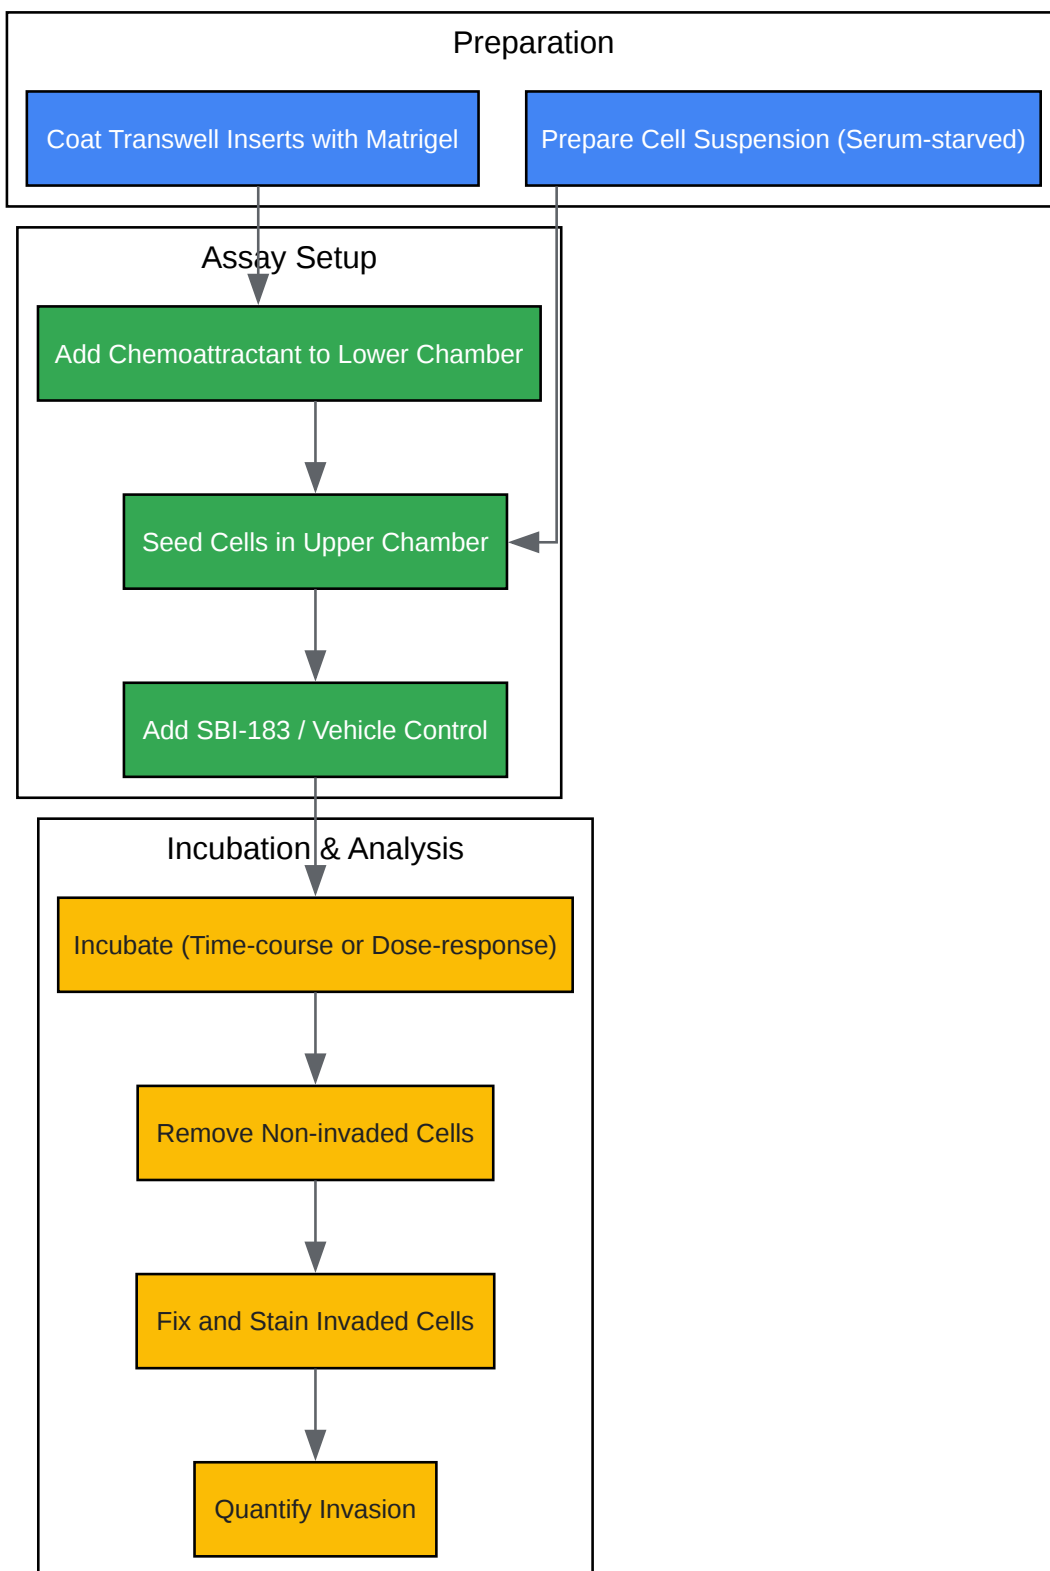 Preparation
Coat Transwell Inserts with Matrigel
Prepare Cell Suspension (Serum-starved)
Assay Setup
Add Chemoattractant to Lower Chamber
Seed Cells in Upper Chamber
Add SBI-183 / Vehicle Control
Incubation & Analysis
Incubate (Time-course or Dose-response)
Remove Non-invaded Cells
Fix and Stain Invaded Cells
Quantify Invasion